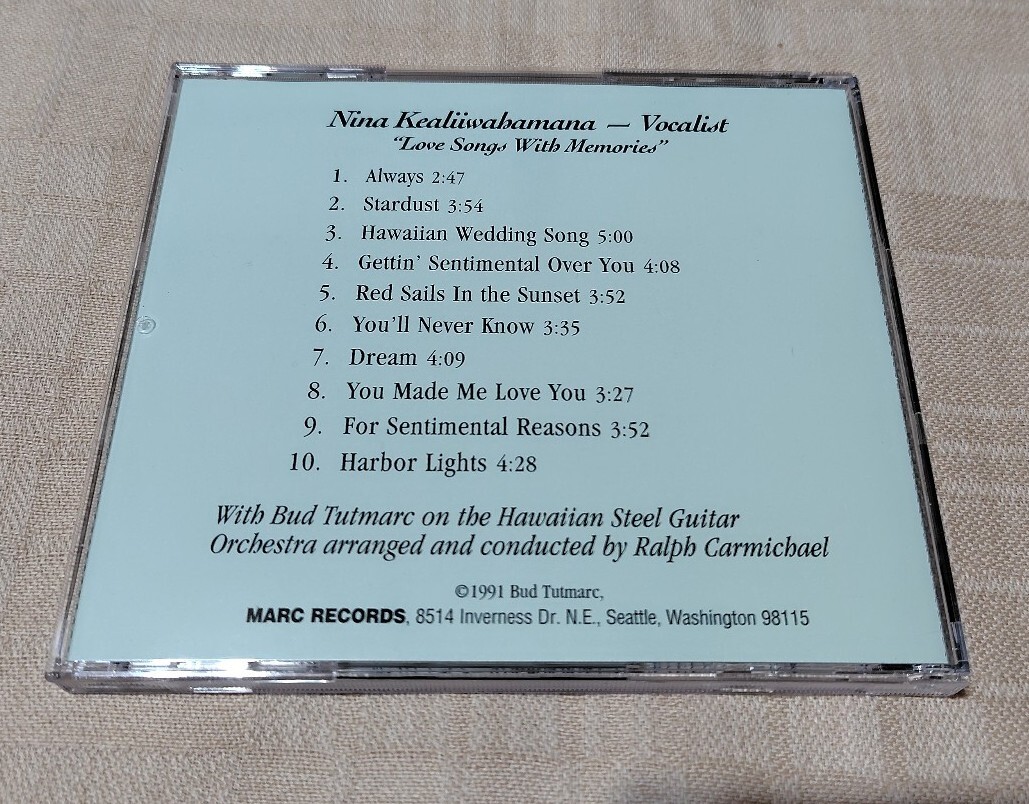 Nina Kealiiwahamana — Vocalist
"Love Songs With Memories"
1. Always 2:47
2. Stardust 3:54
3. Hawaiian Wedding Song 5:00
4. Gettin' Sentimental Over You 4:08
5. Red Sails In the Sunset 3:52
6. You'll Never Know 3:35
7. Dream 4:09
8. You Made Me Love You 3:27
9. For Sentimental Reasons 3:52
10. Harbor Lights 4:28
With Bud Tutmarc on the Hawaiian Steel Guitar
Orchestra arranged and conducted by Ralph Carmichael
©1991 Bud Tutmarc,
MARC RECORDS, 8514 Inverness Dr. N.E., Seattle, Washington 98115